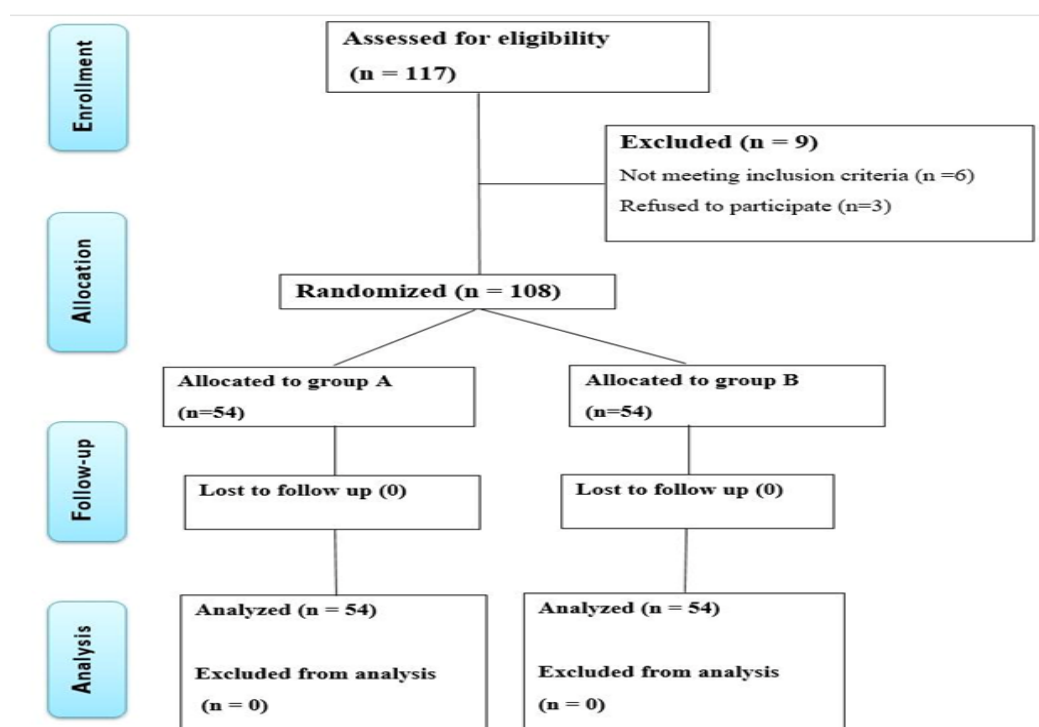 Enrollment
Assessed for eligibility
(n = 117)
Excluded (n = 9)
Not meeting inclusion criteria (n =6)
Refused to participate (n=3)
Allocation
Randomized (n = 108)
Allocated to group A
(n=54)
Allocated to group B
(n=54)
Follow-up
Lost to follow up (0)
Lost to follow up (0)
Analysis
Analyzed (n = 54)
Excluded from analysis
(n = 0)
Analyzed (n = 54)
Excluded from analysis
(n = 0)